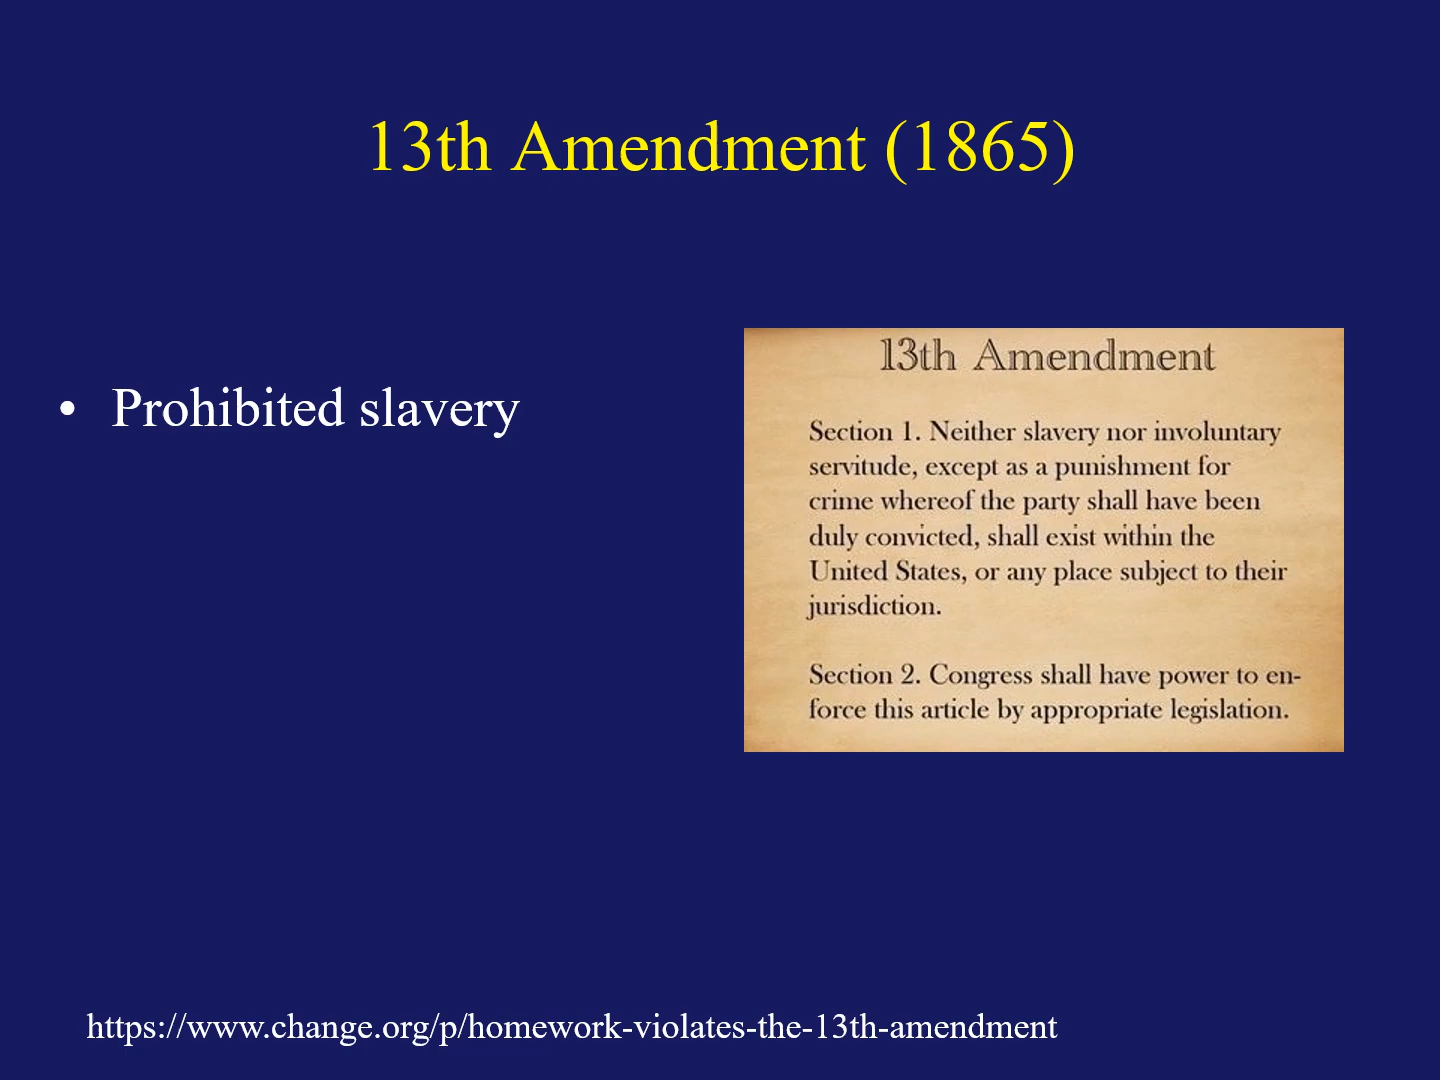 13th Amendment (1865)
• Prohibited slavery
13th Amendment
Section 1. Neither slavery nor involuntary
servitude, except as a punishment for
crime whereof the party shall have been
duly convicted, shall exist within the
United States, or any place subject to their
jurisdiction.
Section 2. Congress shall have power to en-
force this article by appropriate legislation.
https://www.change.org/p/homework-violates-the-13th-amendment